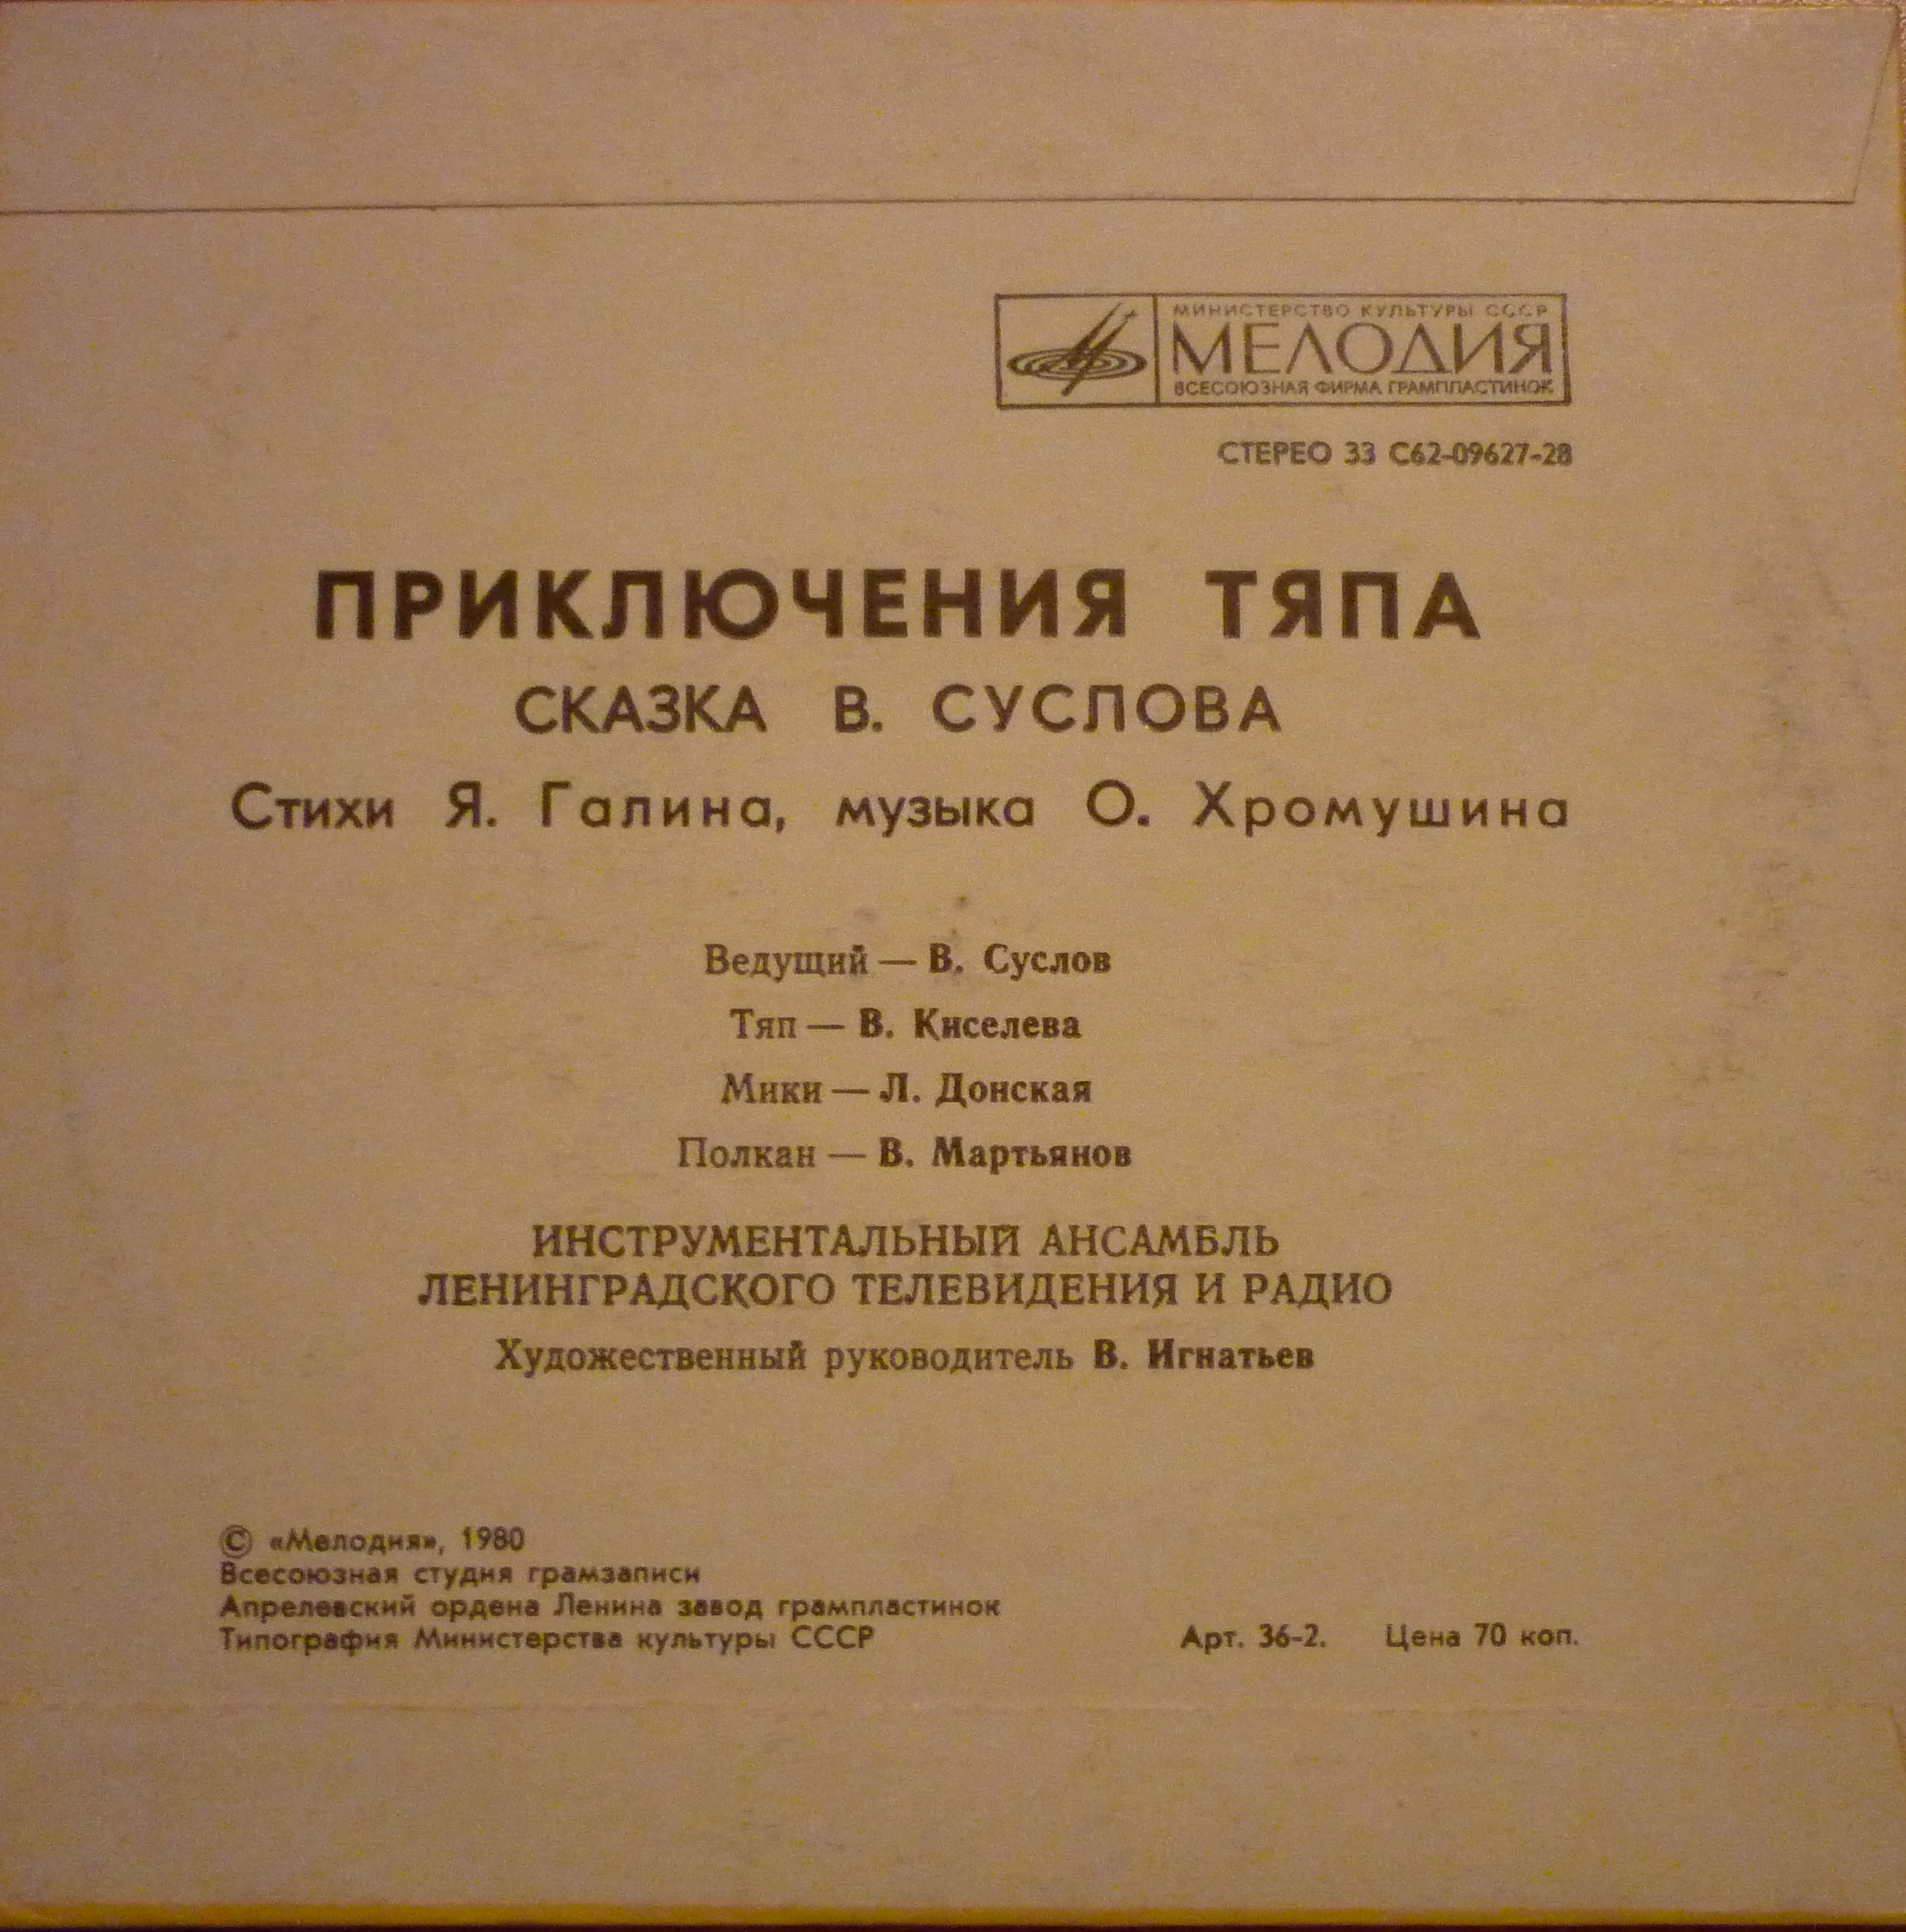 МИНИСТЕРСТВО КУЛЬТУРЫ СССР
МЕЛОДИЯ
ВСЕСОЮЗНАЯ ФИРМА ГРАМПЛАСТИНОК
СТЕРЕО 33 С62-09627-28
ПРИКЛЮЧЕНИЯ ТЯПА
СКАЗКА В. СУСЛОВА
Стихи Я. Галина, музыка О. Хромушина
Ведущий — В. Суслов
Тяп — В. Киселева
Мики — Л. Донская
Полкан — В. Мартьянов
ИНСТРУМЕНТАЛЬНЫЙ АНСАМБЛЬ
ЛЕНИНГРАДСКОГО ТЕЛЕВИДЕНИЯ И РАДИО
Художественный руководитель В. Игнатьев
© «Мелодия», 1980
Всесоюзная студия грамзаписи
Апрелевский ордена Ленина завод грампластинок
Типография Министерства культуры СССР
Арт. 36-2. Цена 70 коп.